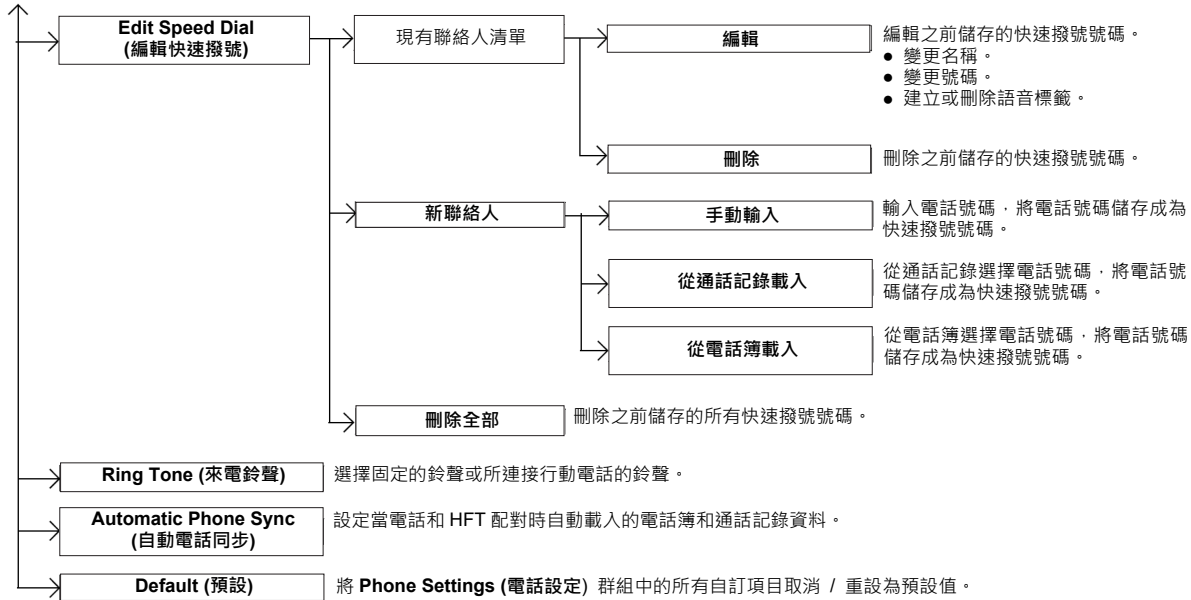 Edit Speed Dial
(編輯快速撥號)
現有聯絡人清單
編輯
編輯之前儲存的快速撥號號碼。
● 變更名稱。
● 變更號碼。
● 建立或刪除語音標籤。
刪除
刪除之前儲存的快速撥號號碼。
新聯絡人
手動輸入
輸入電話號碼，將電話號碼儲存成為
快速撥號號碼。
從通話記錄載入
從通話記錄選擇電話號碼，將電話號
碼儲存成為快速撥號號碼。
從電話簿載入
從電話簿選擇電話號碼，將電話號碼
儲存成為快速撥號號碼。
刪除全部
刪除之前儲存的所有快速撥號號碼。
Ring Tone (來電鈴聲)
選擇固定的鈴聲或所連接行動電話的鈴聲。
Automatic Phone Sync
(自動電話同步)
設定當電話和 HFT 配對時自動載入的電話簿和通話記錄資料。
Default (預設)
將 Phone Settings (電話設定) 群組中的所有自訂項目取消 / 重設為預設值。